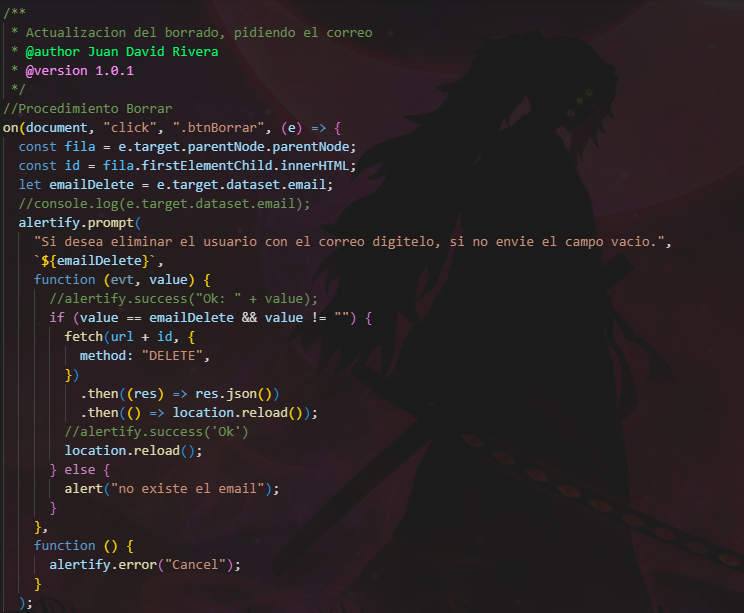 /**
 * Actualizacion del borrado, pidiendo el correo
 * @author Juan David Rivera
 * @version 1.0.1
 */
//Procedimiento Borrar
on(document, "click", ".btnBorrar", (e) => {
  const fila = e.target.parentNode.parentNode;
  const id = fila.firstElementChild.innerHTML;
  let emailDelete = e.target.dataset.email;
  //console.log(e.target.dataset.email);
  alertify.prompt(
    "Si desea eliminar el usuario con el correo digitelo, si no envie el campo vacio.",
    `${emailDelete}`,
    function (evt, value) {
      //alertify.success("Ok: " + value);
      if (value == emailDelete && value != "") {
        fetch(url + id, {
          method: "DELETE",
        })
          .then((res) => res.json())
          .then(() => location.reload());
        //alertify.success('Ok')
        location.reload();
      } else {
        alert("no existe el email");
      }
    },
    function () {
      alertify.error("Cancel");
    }
  );